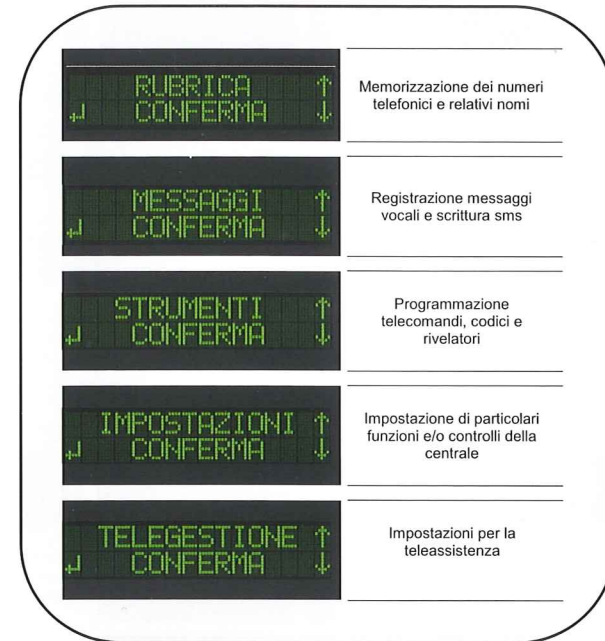 RUBRICA ↑
↵ CONFERMA ↓
Memorizzazione dei numeri
telefonici e relativi nomi
MESSAGGI ↑
↵ CONFERMA ↓
Registrazione messaggi
vocali e scrittura sms
STRUMENTI ↑
↵ CONFERMA ↓
Programmazione
telecomandi, codici e
rivelatori
IMPOSTAZIONI ↑
↵ CONFERMA ↓
Impostazione di particolari
funzioni e/o controlli della
centrale
TELEGESTIONE ↑
↵ CONFERMA ↓
Impostazioni per la
teleassistenza